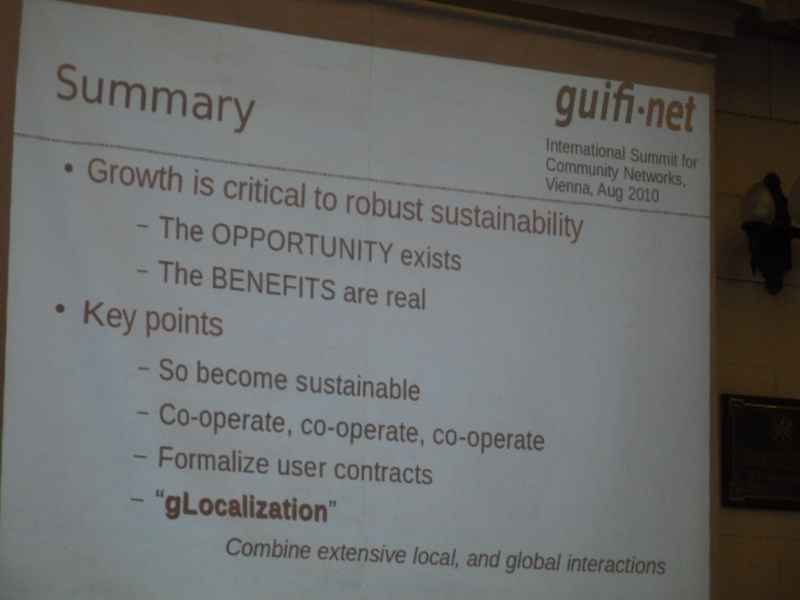 Summary
guifi·net
International Summit for
Community Networks,
Vienna, Aug 2010
• Growth is critical to robust sustainability
– The OPPORTUNITY exists
– The BENEFITS are real
• Key points
– So become sustainable
– Co-operate, co-operate, co-operate
– Formalize user contracts
– “gLocalization”
Combine extensive local, and global interactions